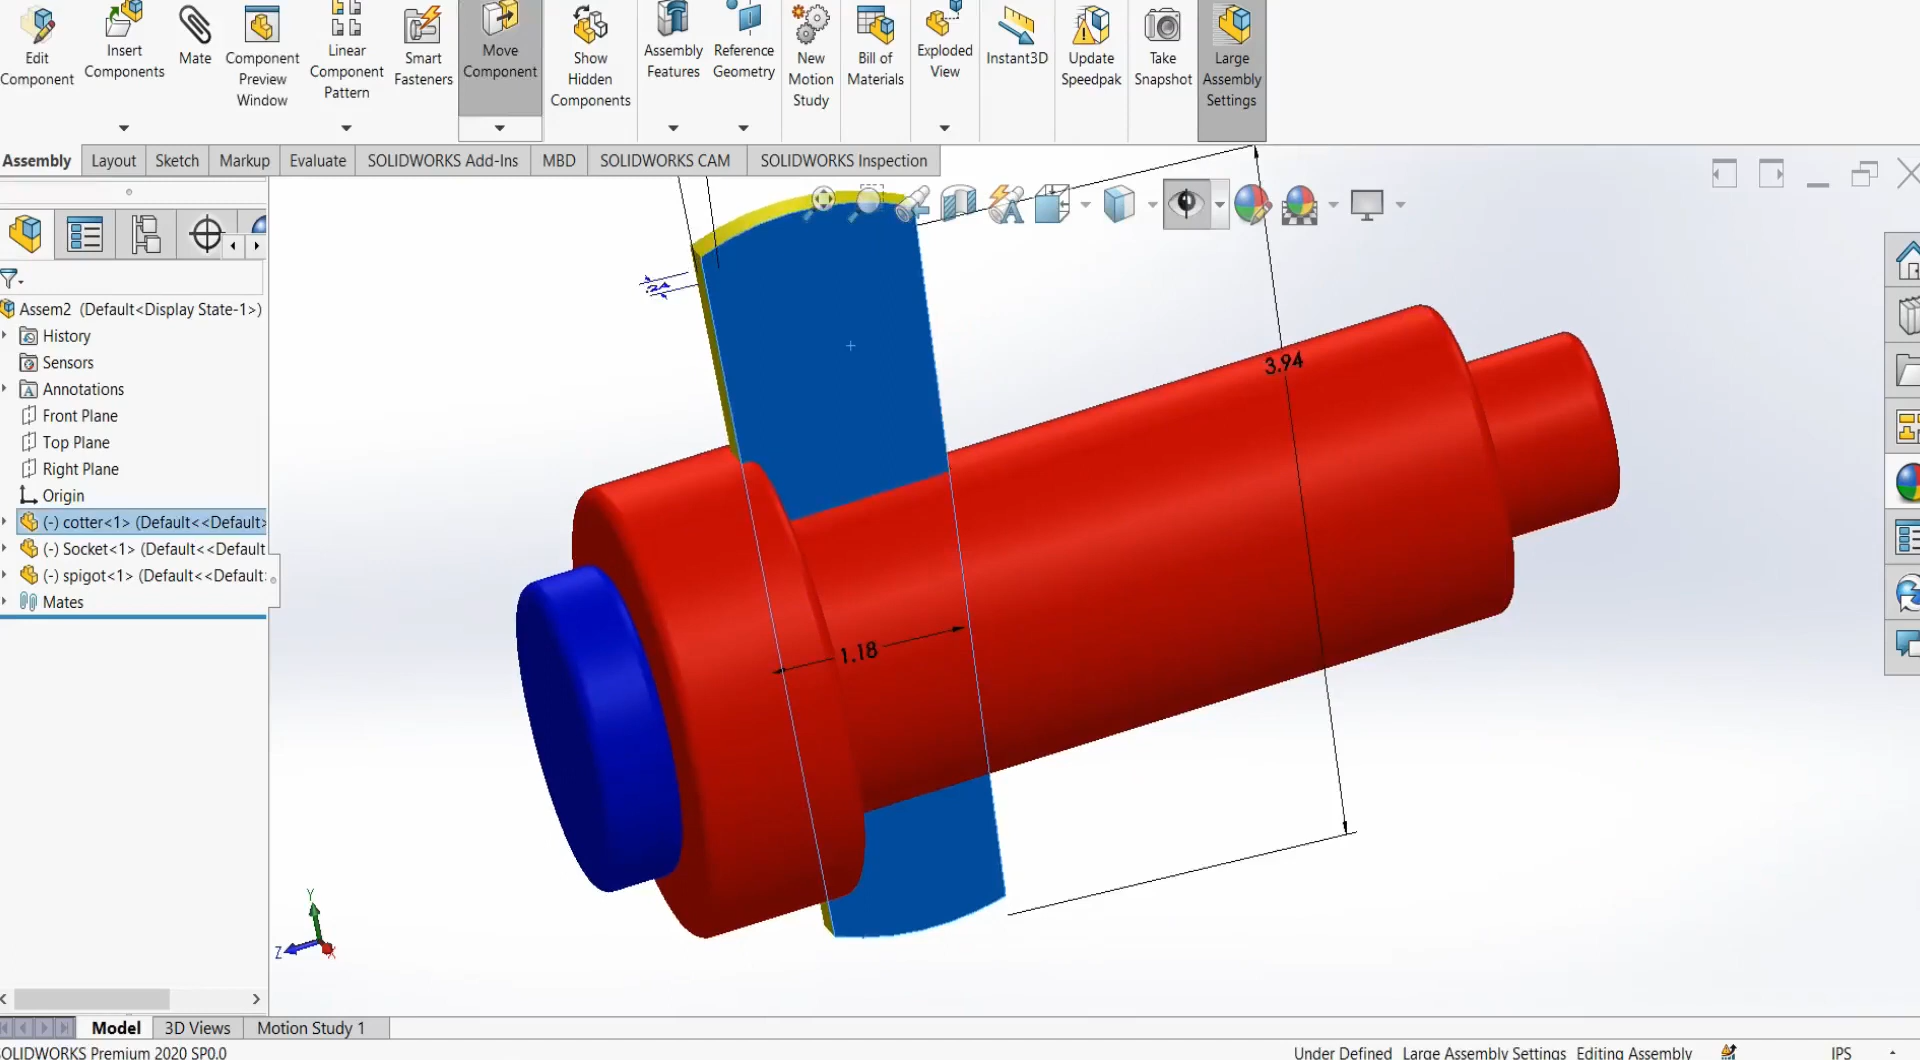 Edit Component
Insert Components
Mate
Component Preview Window
Linear Component Pattern
Smart Fasteners
Move Component
Show Hidden Components
Assembly Features
Reference Geometry
New Motion Study
Bill of Materials
Exploded View
Instant3D
Update Speedpak
Take Snapshot
Large Assembly Settings
Assembly
Layout
Sketch
Markup
Evaluate
SOLIDWORKS Add-Ins
MBD
SOLIDWORKS CAM
SOLIDWORKS Inspection
Assem2 (Default<Display State-1>)
History
Sensors
Annotations
Front Plane
Top Plane
Right Plane
Origin
(-) cotter<1> (Default<<Default>
(-) Socket<1> (Default<<Default
(-) spigot<1> (Default<<Default
Mates
.24
3.94
1.18
Y
Z
X
Model
3D Views
Motion Study 1
SOLIDWORKS Premium 2020 SP0.0
Under Defined
Large Assembly Settings
Editing Assembly
IPS